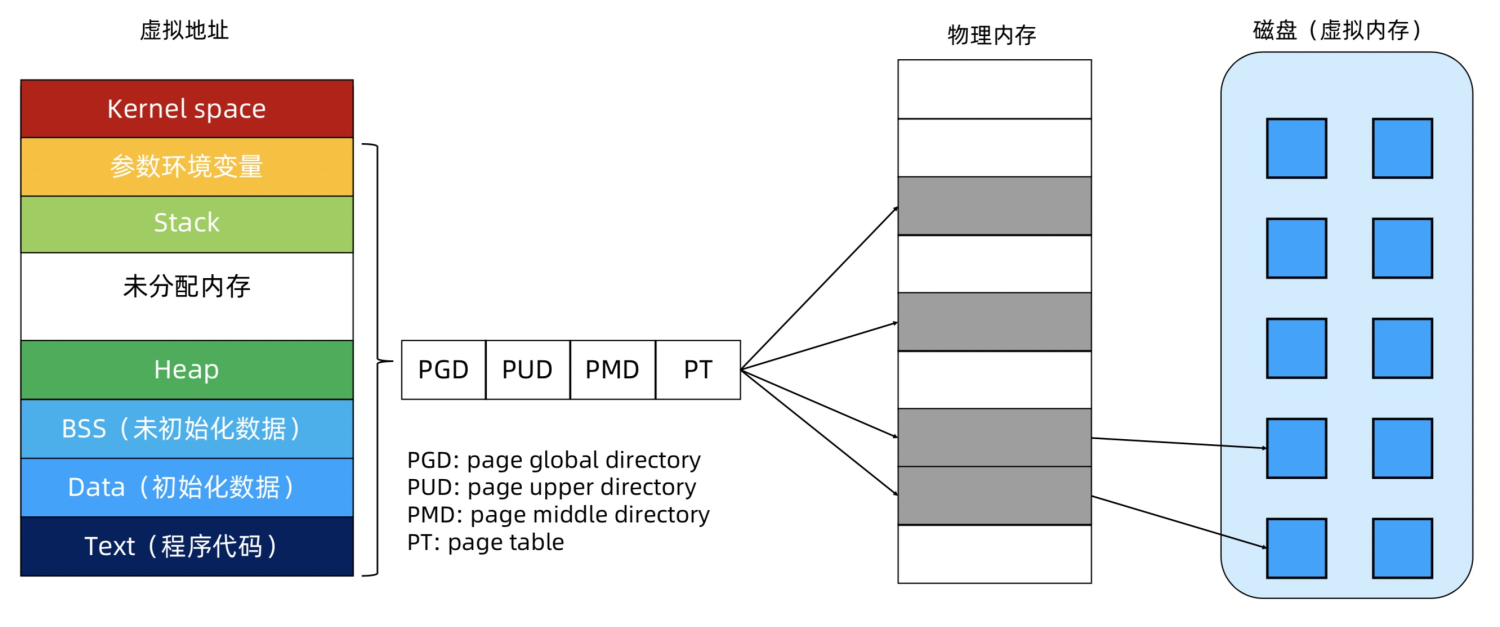 虚拟地址
物理内存
磁盘（虚拟内存）
Kernel space
参数环境变量
Stack
未分配内存
Heap
BSS（未初始化数据）
Data（初始化数据）
Text（程序代码）
PGD
PUD
PMD
PT
PGD: page global directory
PUD: page upper directory
PMD: page middle directory
PT: page table